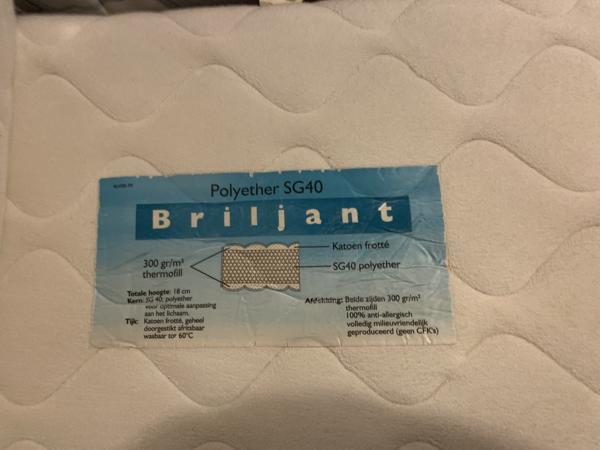 Polyether SG40
Briljant
Katoen frotté
300 gr/m²
thermofill
SG40 polyether
Totale hoogte: 18 cm
Kern: SG 40; polyether
voor optimale aanpassing
aan het lichaam.
Tijk: Katoen frotté, geheel
doorgestikt afritsbaar
wasbaar tot 60°C
Afdekking: Beide zijden 300 gr/m²
thermofill
100% anti-allergisch
volledig milieuvriendelijk
geproduceerd (geen CFK's)